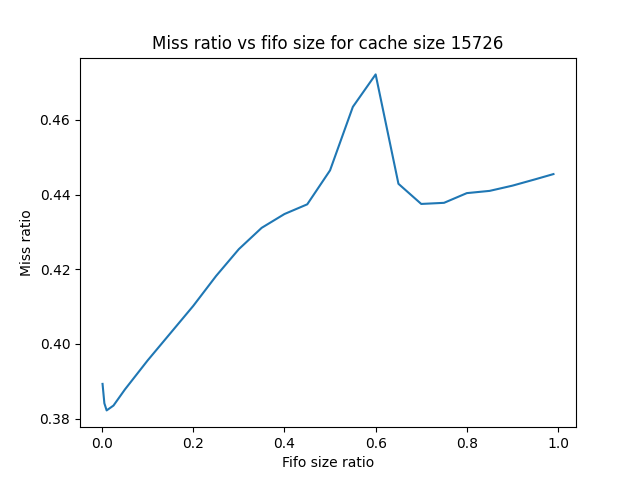 Miss ratio vs fifo size for cache size 15726
Miss ratio
0.46
0.44
0.42
0.40
0.38
0.0 0.2 0.4 0.6 0.8 1.0
Fifo size ratio